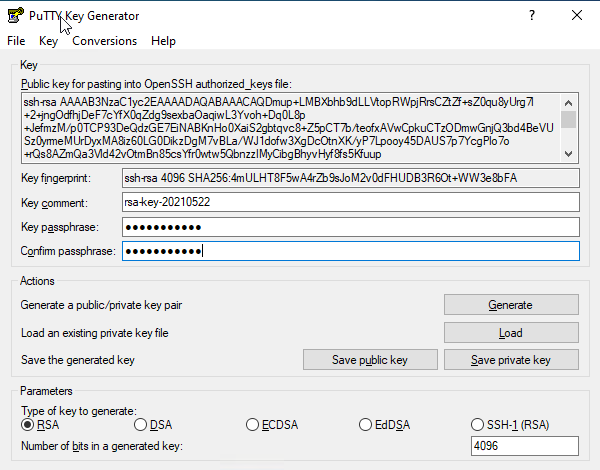 PuTTY Key Generator
File Key Conversions Help
Key
Public key for pasting into OpenSSH authorized_keys file:
ssh-rsa AAAAB3NzaC1yc2EAAAADAQABAAACAQDmup+LMBXbhb9dLLVtopRWpjRrsCZtZf+sZ0qu8yUrg7l
+2+jngOdfhjDeF7cYfX0qZdg9sexbaOaqiwL3Yvoh+Dq0L8p
+JefmzM/p0TCP93DeQdzGE7EiNABKnHo0XaiS2gbtqvc8+Z5pCT7b/teofxAVwCpkuCTzODmwGnjQ3bd4BeVU
Sz0yrmeMUrDyxMA8iz60LG0DikzDgM7vBLa/WJ1dofw3XgDcOtnXK/yP7Lpooy45DAUS7p7YcgPlo7o
+rQs8AZmQa3Vld42vOtmBn85csYfr0wtw5QbnzzIMyCibgBhyvHyf8fs5Kfuup
Key fingerprint: ssh-rsa 4096 SHA256:4mULHT8F5wA4rZb9sJoM2v0dFHUDB3R6Ot+WW3e8bFA
Key comment: rsa-key-20210522
Key passphrase: ●●●●●●●●●●●
Confirm passphrase: ●●●●●●●●●●●
Actions
Generate a public/private key pair Generate
Load an existing private key file Load
Save the generated key Save public key Save private key
Parameters
Type of key to generate:
RSA DSA ECDSA EdDSA SSH-1 (RSA)
Number of bits in a generated key: 4096